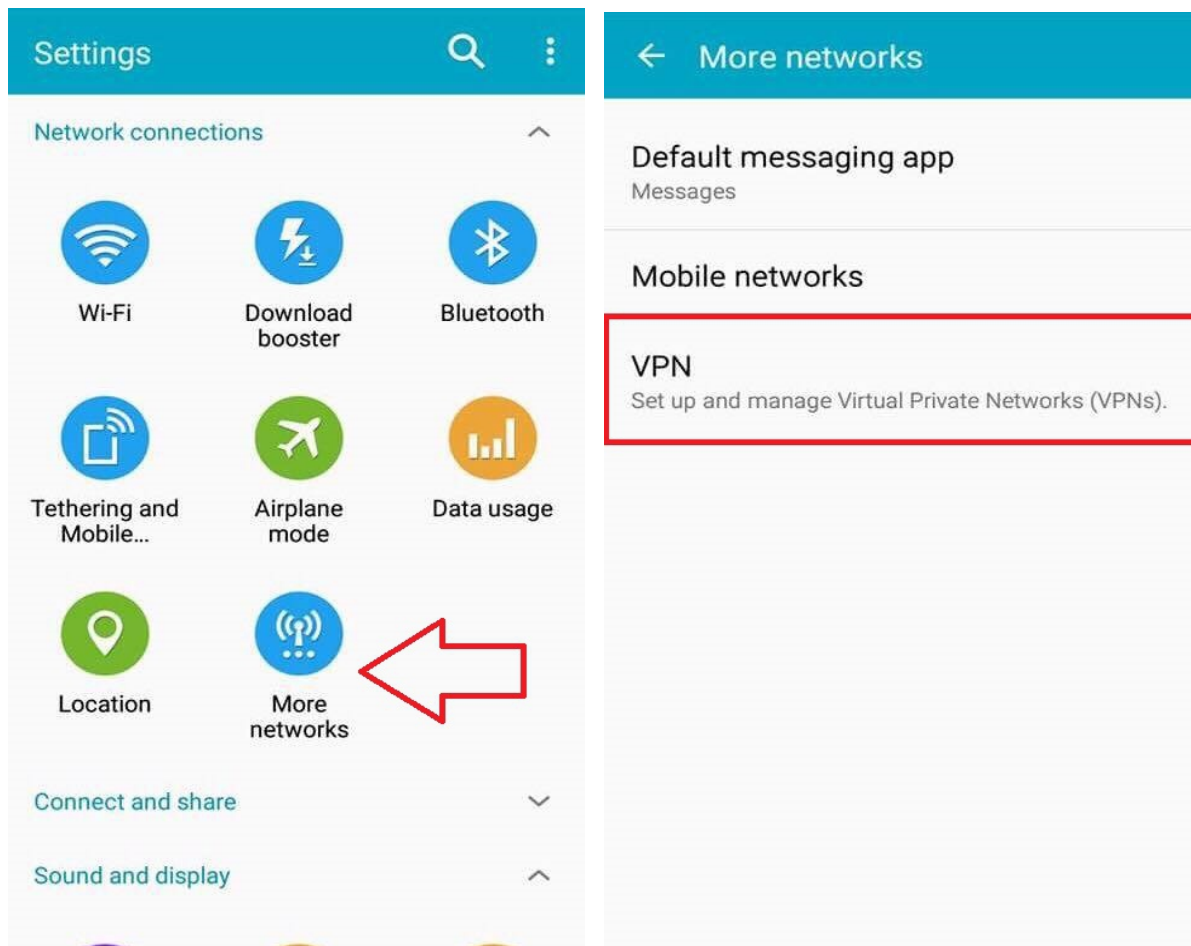 Settings
Network connections
Wi-Fi
Download
booster
Bluetooth
Tethering and
Mobile...
Airplane
mode
Data usage
Location
More
networks
Connect and share
Sound and display
More networks
Default messaging app
Messages
Mobile networks
VPN
Set up and manage Virtual Private Networks (VPNs).